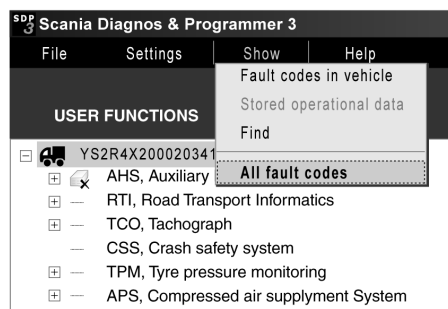 SDP 3 Scania Diagnos & Programmer 3
File Settings Show Help
Fault codes in vehicle
Stored operational data
Find
All fault codes
USER FUNCTIONS
YS2R4X200020341
AHS, Auxiliary
RTI, Road Transport Informatics
TCO, Tachograph
CSS, Crash safety system
TPM, Tyre pressure monitoring
APS, Compressed air supplyment System